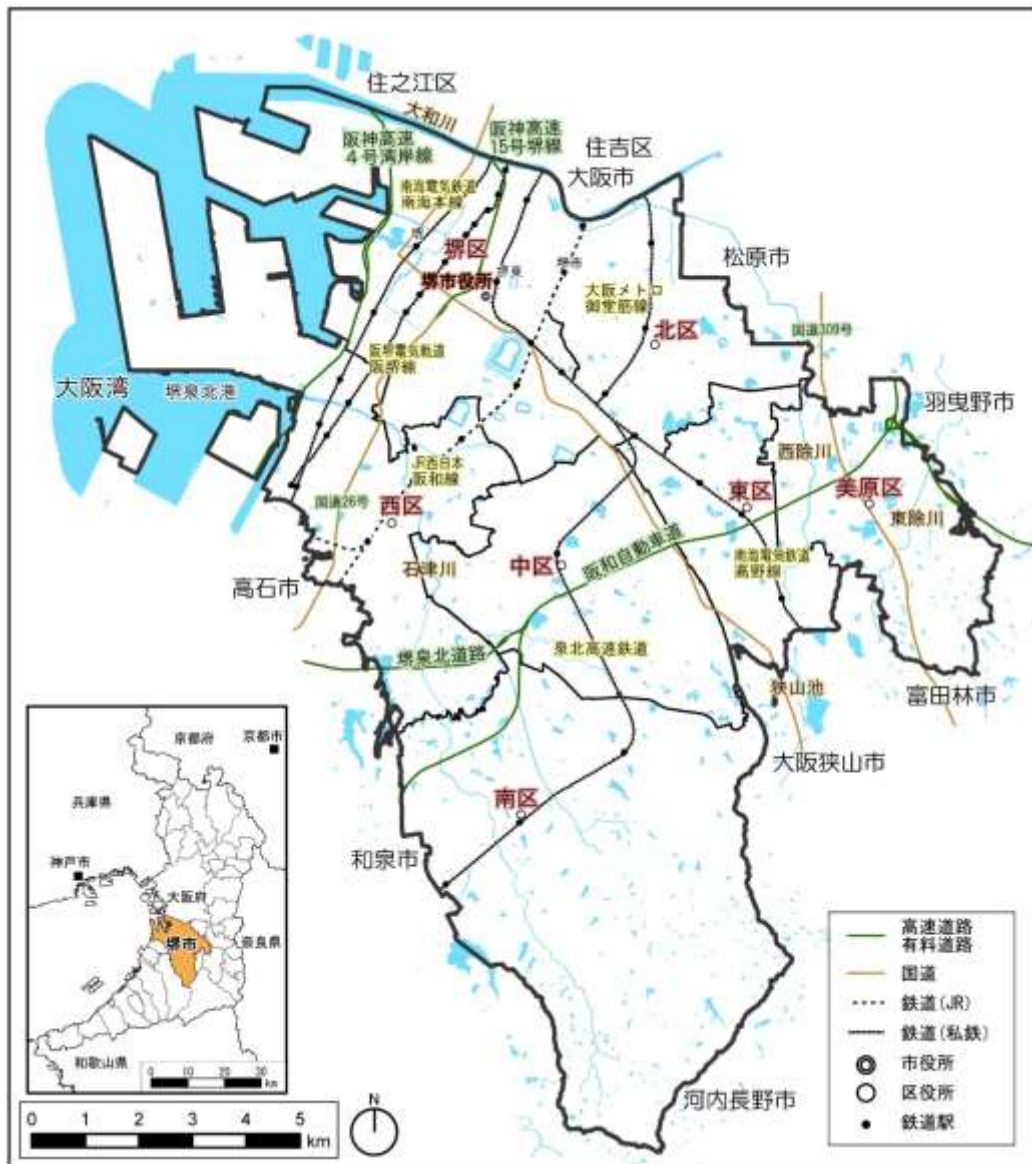 住之江区
大和川
阪神高速
4号湾岸線
阪神高速
15号堺線
住吉区
大阪市
南海電気鉄道
南海本線
堺
堺区
堺市役所
堺東
堺市
松原市
大阪メトロ
御堂筋線
北区
国道309号
阪堺電気軌道
阪堺線
大阪湾
堺泉北港
羽曳野市
JR西日本
阪和線
西除川
国道26号
西区
東区
美原区
東除川
石津川
中区
阪和自動車道
南海電気鉄道
高野線
高石市
堺泉北道路
泉北高速鉄道
狭山池
富田林市
大阪狭山市
南区
和泉市
河内長野市
京都府
京都市
兵庫県
神戸市
大阪府
堺市
奈良県
和歌山県
0 10 20 30
km
0 1 2 3 4 5
km
N
高速道路
有料道路
国道
鉄道(JR)
鉄道(私鉄)
市役所
区役所
鉄道駅